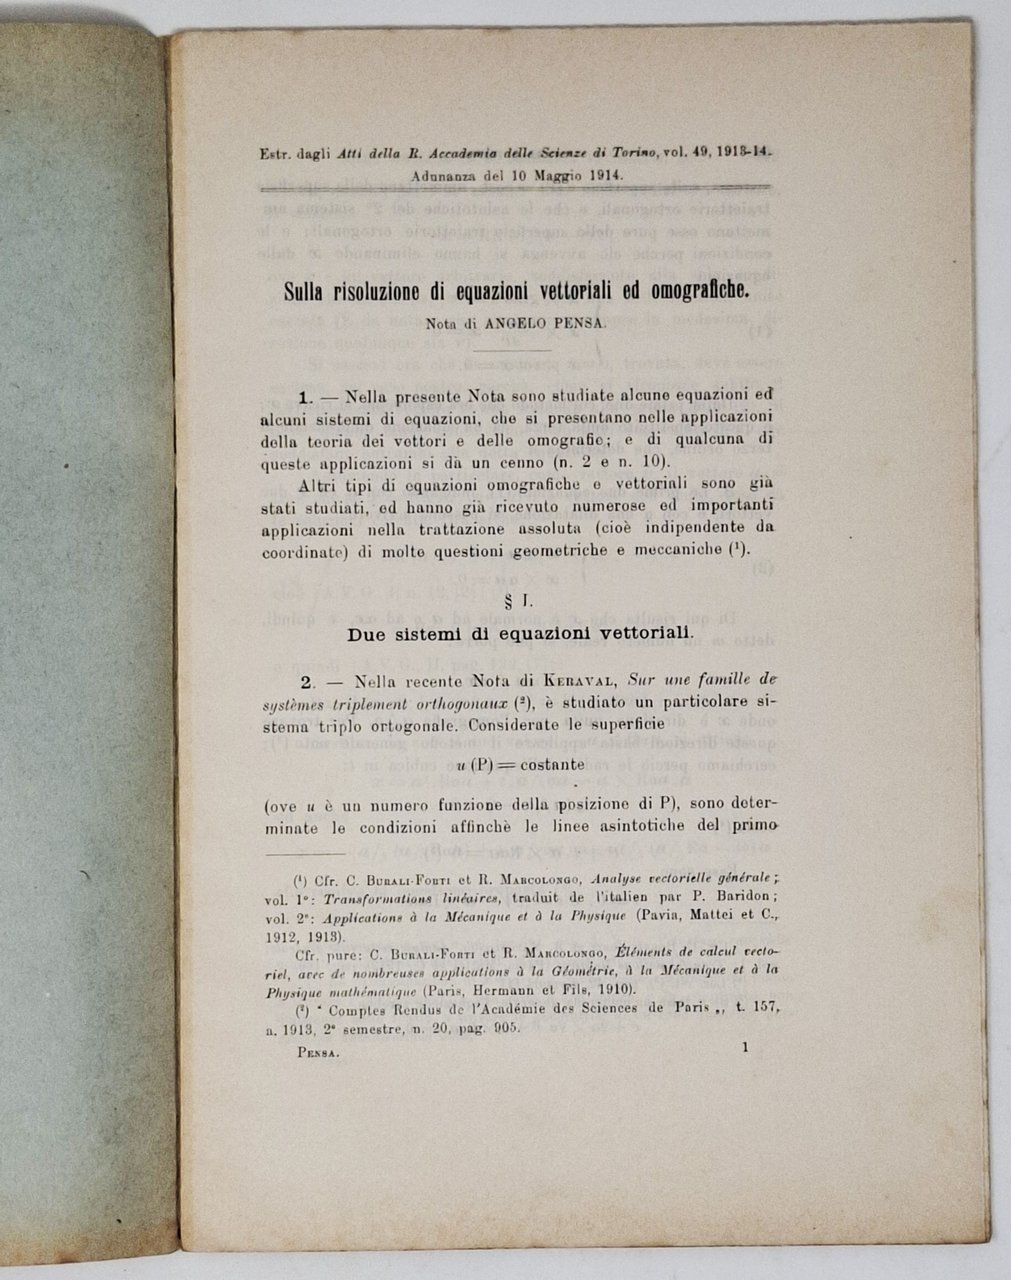 Estr. dagli Atti della R. Accademia delle Scienze di Torino, vol. 49, 1913-14.
Adunanza del 10 Maggio 1914.
Sulla risoluzione di equazioni vettoriali ed omografiche.
Nota di ANGELO PENSA.
1. — Nella presente Nota sono studiate alcune equazioni ed
alcuni sistemi di equazioni, che si presentano nelle applicazioni
della teoria dei vettori e delle omografie; e di qualcuna di
queste applicazioni si dà un cenno (n. 2 e n. 10).
Altri tipi di equazioni omografiche e vettoriali sono già
stati studiati, ed hanno già ricevuto numerose ed importanti
applicazioni nella trattazione assoluta (cioè indipendente da
coordinate) di molte questioni geometriche e meccaniche (¹).
§ I.
Due sistemi di equazioni vettoriali.
2. — Nella recente Nota di KERAVAL, Sur une famille de
systèmes triplement orthogonaux (²), è studiato un particolare si-
stema triplo ortogonale. Considerate le superficie
u (P) = costante
(ove u è un numero funzione della posizione di P), sono deter-
minate le condizioni affinchè le linee asintotiche del primo
(¹) Cfr. C. BURALI-FORTI et R. MARCOLONGO, Analyse vectorielle générale;
vol. 1°: Transformations linéaires, traduit de l'italien par P. Baridon;
vol. 2°: Applications à la Mécanique et à la Physique (Pavia, Mattei et C.,
1912, 1913).
Cfr. pure: C. BURALI-FORTI et R. MARCOLONGO, Éléments de calcul vecto-
riel, avec de nombreuses applications à la Géométrie, à la Mécanique et à la
Physique mathématique (Paris, Hermann et Fils, 1910).
(²) " Comptes Rendus de l'Académie des Sciences de Paris „, t. 157,
a. 1913, 2° semestre, n. 20, pag. 905.
PENSA. 1